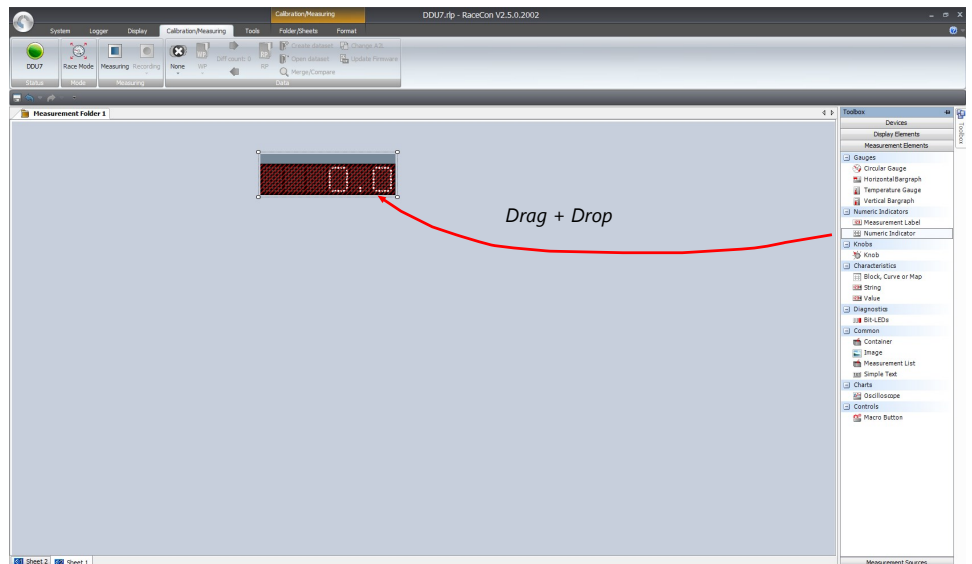 Calibration/Measuring
DDU7.rlp - RaceCon V2.5.0.2002
System Logger Display Calibration/Measuring Tools Folder/Sheets Format
DDU7
Race Mode
Measuring
Recording
None
WP
Diff count: 0
RP
Create dataset
Change A2L
Open dataset
Update Firmware
Merge/Compare
Status
Mode
Measuring
Data
Measurement Folder 1
0.0
Drag + Drop
Toolbox
Devices
Display Elements
Measurement Elements
Gauges
Circular Gauge
HorizontalBargraph
Temperature Gauge
Vertical Bargraph
Numeric Indicators
Measurement Label
Numeric Indicator
Knobs
Knob
Characteristics
Block, Curve or Map
String
Value
Diagnostics
Bit-LEDs
Common
Container
Image
Measurement List
Simple Text
Charts
Oscilloscope
Controls
Macro Button
Measurement Sources
Toolbox
Sheet 2
Sheet 1